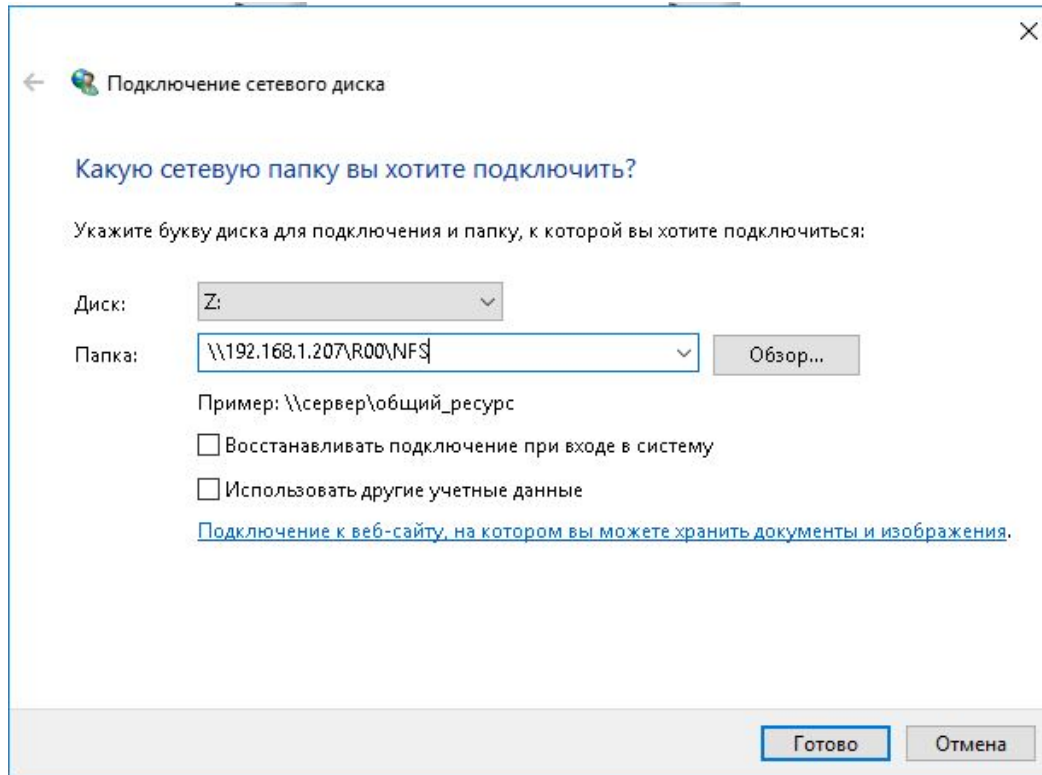 Подключение сетевого диска
Какую сетевую папку вы хотите подключить?
Укажите букву диска для подключения и папку, к которой вы хотите подключиться:
Диск: Z:
Папка: \\192.168.1.207\R00\NFS Обзор...
Пример: \\сервер\общий_ресурс
Восстанавливать подключение при входе в систему
Использовать другие учетные данные
Подключение к веб-сайту, на котором вы можете хранить документы и изображения.
Готово Отмена